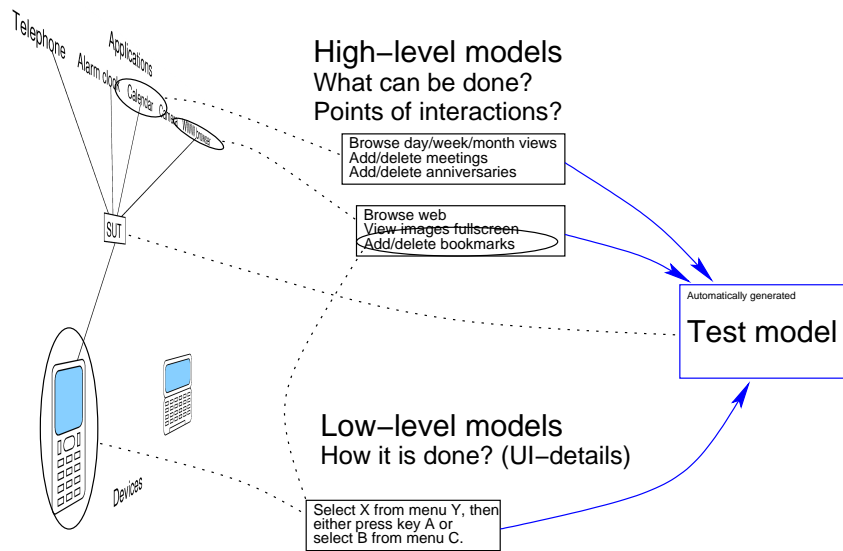 Telephone
Applications
Alarm clock
Calendar
Camera
WWW browser
SUT
Devices
High-level models
What can be done?
Points of interactions?
Browse day/week/month views
Add/delete meetings
Add/delete anniversaries
Browse web
View images fullscreen
Add/delete bookmarks
Automatically generated
Test model
Low-level models
How it is done? (UI-details)
Select X from menu Y, then
either press key A or
select B from menu C.